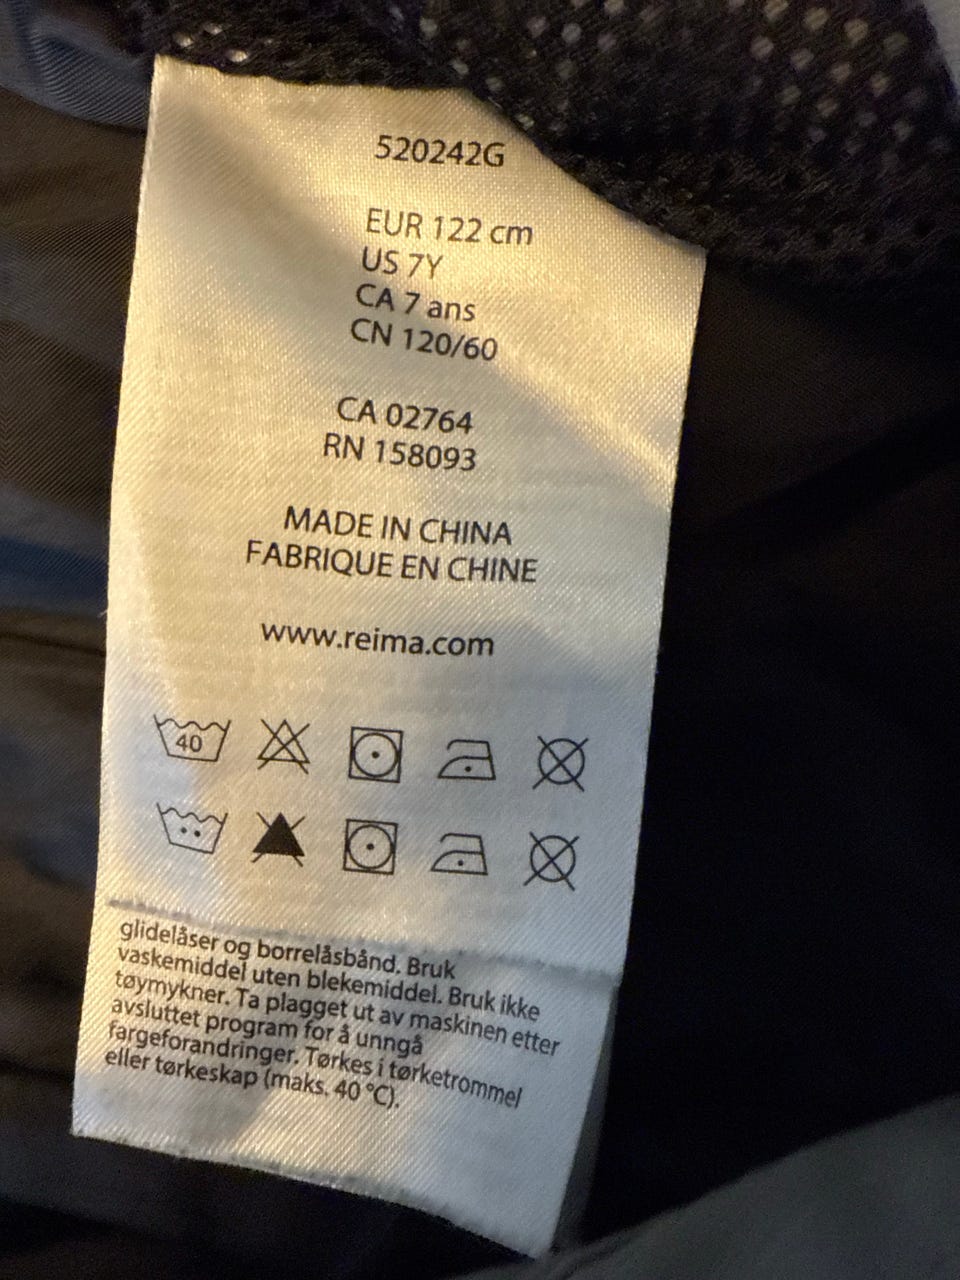 520242G
EUR 122 cm
US 7Y
CA 7 ans
CN 120/60
CA 02764
RN 158093
MADE IN CHINA
FABRIQUE EN CHINE
www.reima.com
40
glidelåser og borrelåsbånd. Bruk
vaskemiddel uten blekemiddel. Bruk ikke
tøymykner. Ta plagget ut av maskinen etter
avsluttet program for å unngå
fargeforandringer. Tørkes i tørketrommel
eller tørkeskap (maks. 40 °C).